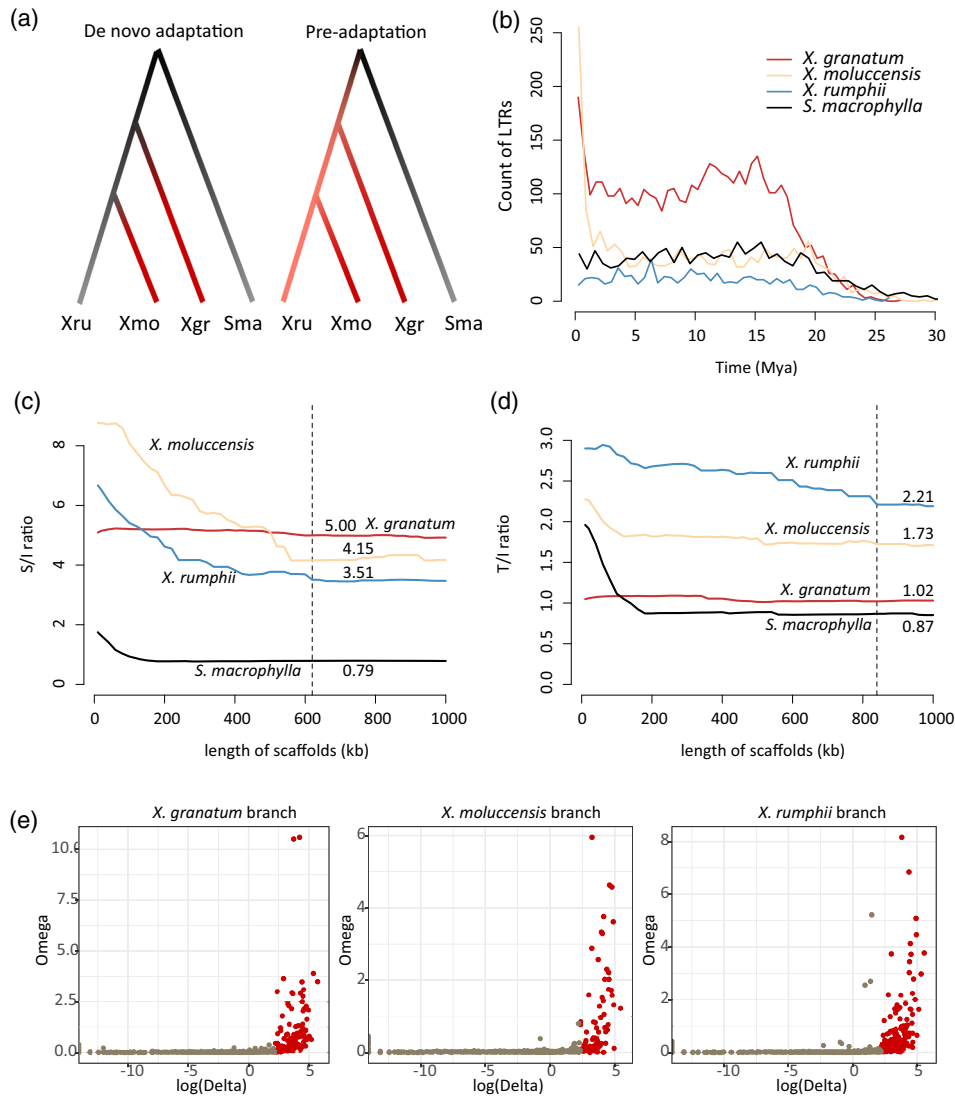 (a)
De novo adaptation
Pre-adaptation
Xru Xmo Xgr Sma
Xru Xmo Xgr Sma
(b)
Count of LTRs
250
200
150
100
50
0
X. granatum
X. moluccensis
X. rumphii
S. macrophylla
0 5 10 15 20 25 30
Time (Mya)
(c)
S/I ratio
8
6
4
2
0
X. moluccensis
5.00 X. granatum
4.15
X. rumphii
3.51
S. macrophylla 0.79
0 200 400 600 800 1000
length of scaffolds (kb)
(d)
T/I ratio
3.0
2.5
2.0
1.5
1.0
0.5
0.0
X. rumphii
2.21
X. moluccensis 1.73
X. granatum 1.02
S. macrophylla 0.87
0 200 400 600 800 1000
length of scaffolds (kb)
(e)
X. granatum branch
Omega
10.0
7.5
5.0
2.5
0.0
-10 -5 0 5
log(Delta)
X. moluccensis branch
Omega
6
4
2
0
-10 -5 0 5
log(Delta)
X. rumphii branch
Omega
8
6
4
2
0
-10 -5 0 5
log(Delta)